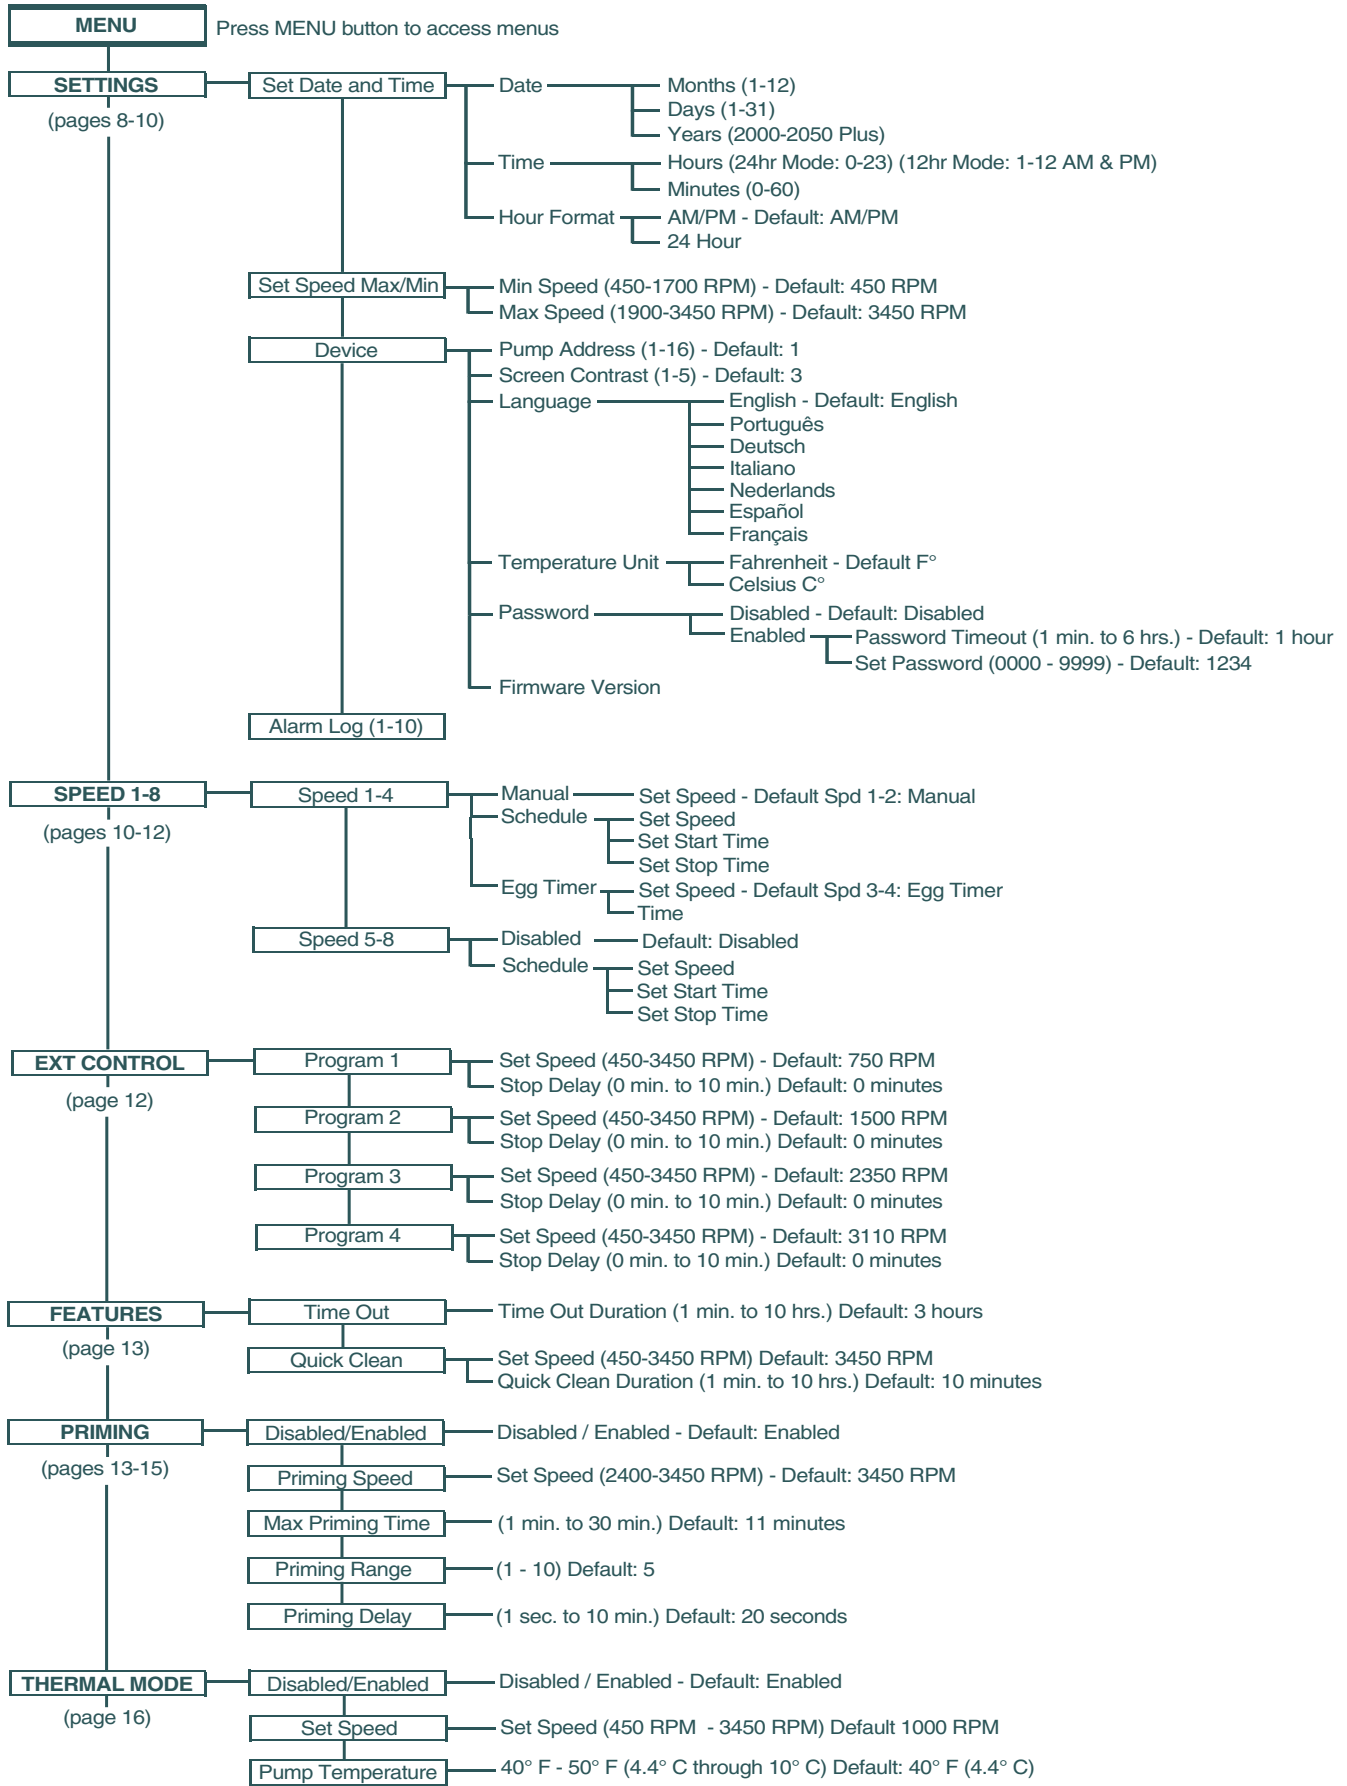 MENU Press MENU button to access menus
SETTINGS Set Date and Time Date Months (1-12)
(pages 8-10) Days (1-31)
Years (2000-2050 Plus)
Time Hours (24hr Mode: 0-23) (12hr Mode: 1-12 AM & PM)
Minutes (0-60)
Hour Format AM/PM - Default: AM/PM
24 Hour
Set Speed Max/Min Min Speed (450-1700 RPM) - Default: 450 RPM
Max Speed (1900-3450 RPM) - Default: 3450 RPM
Device Pump Address (1-16) - Default: 1
Screen Contrast (1-5) - Default: 3
Language English - Default: English
Português
Deutsch
Italiano
Nederlands
Español
Français
Temperature Unit Fahrenheit - Default F°
Celsius C°
Password Disabled - Default: Disabled
Enabled Password Timeout (1 min. to 6 hrs.) - Default: 1 hour
Set Password (0000 - 9999) - Default: 1234
Firmware Version
Alarm Log (1-10)
SPEED 1-8 Speed 1-4 Manual Set Speed - Default Spd 1-2: Manual
(pages 10-12) Schedule Set Speed
Set Start Time
Set Stop Time
Egg Timer Set Speed - Default Spd 3-4: Egg Timer
Time
Speed 5-8 Disabled Default: Disabled
Schedule Set Speed
Set Start Time
Set Stop Time
EXT CONTROL Program 1 Set Speed (450-3450 RPM) - Default: 750 RPM
(page 12) Stop Delay (0 min. to 10 min.) Default: 0 minutes
Program 2 Set Speed (450-3450 RPM) - Default: 1500 RPM
Stop Delay (0 min. to 10 min.) Default: 0 minutes
Program 3 Set Speed (450-3450 RPM) - Default: 2350 RPM
Stop Delay (0 min. to 10 min.) Default: 0 minutes
Program 4 Set Speed (450-3450 RPM) - Default: 3110 RPM
Stop Delay (0 min. to 10 min.) Default: 0 minutes
FEATURES Time Out Time Out Duration (1 min. to 10 hrs.) Default: 3 hours
(page 13) Quick Clean Set Speed (450-3450 RPM) Default: 3450 RPM
Quick Clean Duration (1 min. to 10 hrs.) Default: 10 minutes
PRIMING Disabled/Enabled Disabled / Enabled - Default: Enabled
(pages 13-15) Priming Speed Set Speed (2400-3450 RPM) - Default: 3450 RPM
Max Priming Time (1 min. to 30 min.) Default: 11 minutes
Priming Range (1 - 10) Default: 5
Priming Delay (1 sec. to 10 min.) Default: 20 seconds
THERMAL MODE Disabled/Enabled Disabled / Enabled - Default: Enabled
(page 16) Set Speed Set Speed (450 RPM - 3450 RPM) Default 1000 RPM
Pump Temperature 40° F - 50° F (4.4° C through 10° C) Default: 40° F (4.4° C)